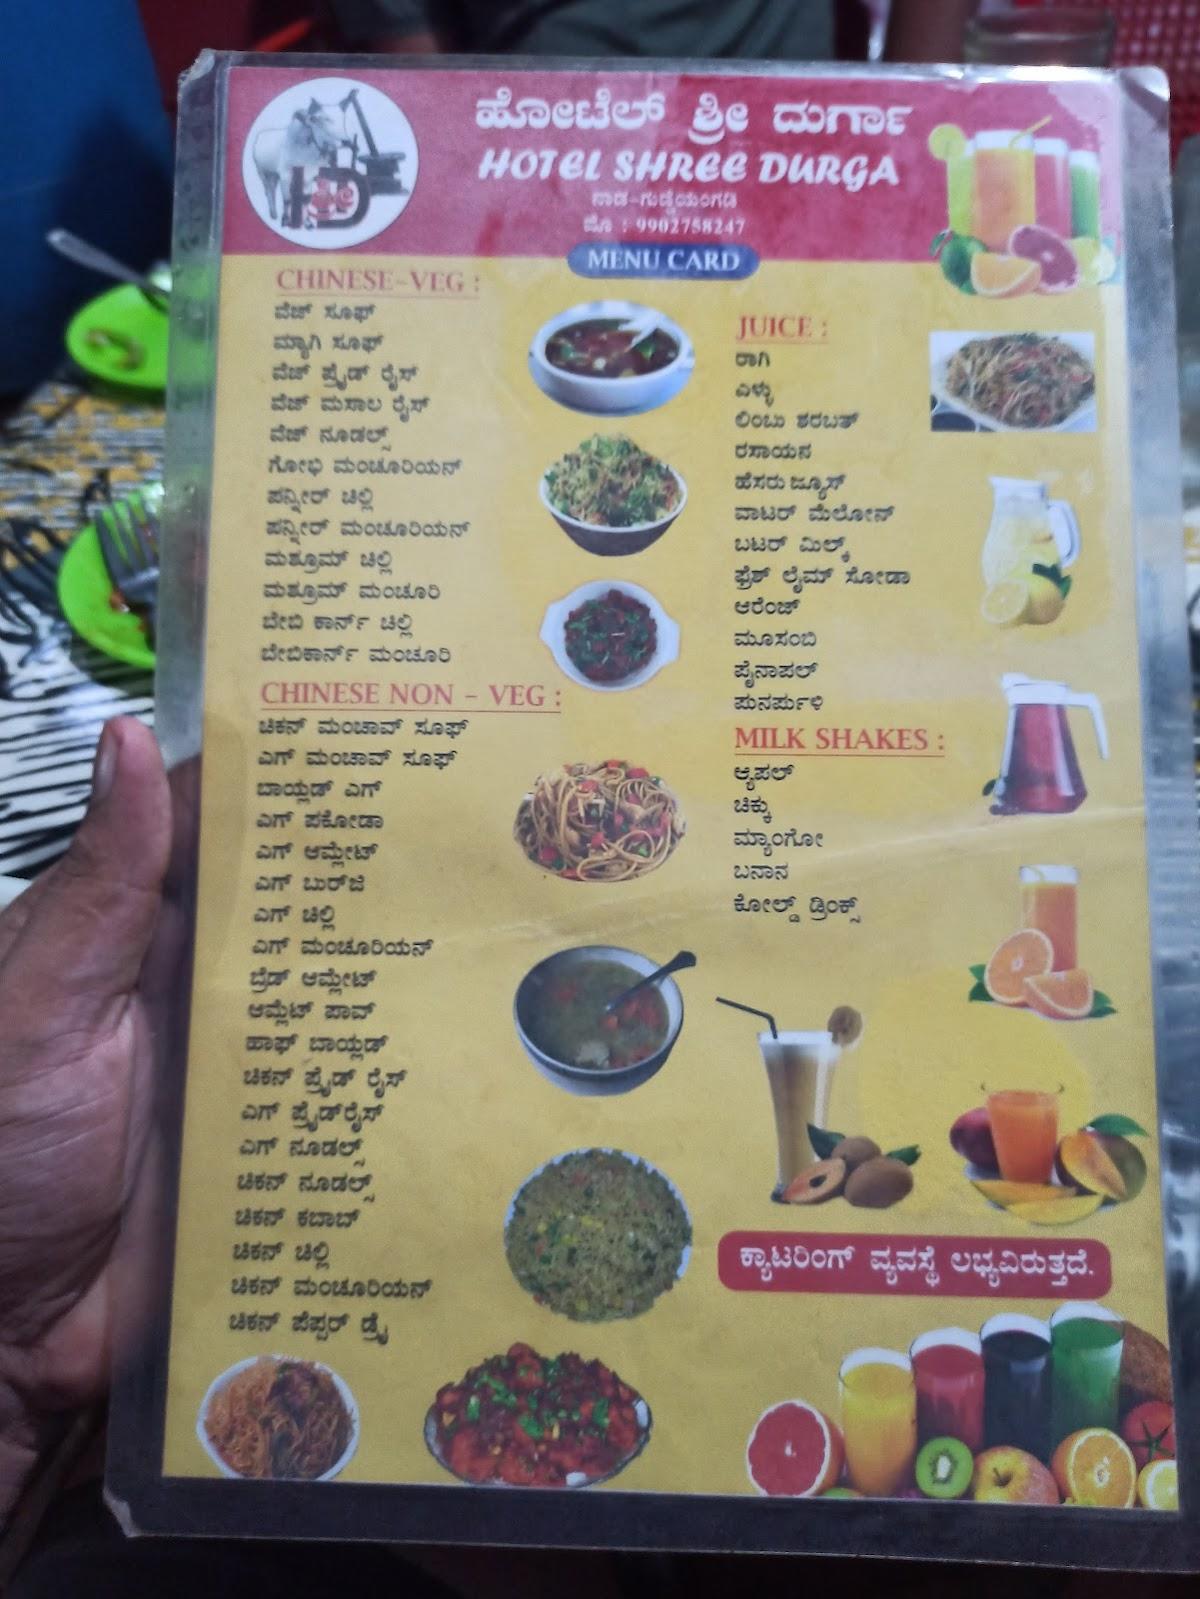 ಹೋಟೆಲ್ ಶ್ರೀ ದುರ್ಗಾ
HOTEL SHREE DURGA
ನಾಡ-ಗುಡ್ಡೆಯಂಗಡಿ
ಮೊ : 9902758247
MENU CARD
CHINESE-VEG :
ವೆಜ್ ಸೂಫ್
ಮ್ಯಾಗಿ ಸೂಫ್
ವೆಜ್ ಪ್ರೈಡ್ ರೈಸ್
ವೆಜ್ ಮಸಾಲ ರೈಸ್
ವೆಜ್ ನೂಡಲ್ಸ್
ಗೋಭಿ ಮಂಚೂರಿಯನ್
ಪನ್ನೀರ್ ಚಿಲ್ಲಿ
ಪನ್ನೀರ್ ಮಂಚೂರಿಯನ್
ಮಶ್ರೂಮ್ ಚಿಲ್ಲಿ
ಮಶ್ರೂಮ್ ಮಂಚೂರಿ
ಬೇಬಿ ಕಾರ್ನ್ ಚಿಲ್ಲಿ
ಬೇಬಿಕಾರ್ನ್ ಮಂಚೂರಿ
CHINESE NON - VEG :
ಚಿಕನ್ ಮಂಚಾವ್ ಸೂಫ್
ಎಗ್ ಮಂಚಾವ್ ಸೂಫ್
ಬಾಯ್ಲಡ್ ಎಗ್
ಎಗ್ ಪಕೋಡಾ
ಎಗ್ ಆಮ್ಲೇಟ್
ಎಗ್ ಬುರ್‌ಜಿ
ಎಗ್ ಚಿಲ್ಲಿ
ಎಗ್ ಮಂಚೂರಿಯನ್
ಬ್ರೆಡ್ ಆಮ್ಲೇಟ್
ಆಮ್ಲೆಟ್ ಪಾವ್
ಹಾಫ್ ಬಾಯ್ಲಡ್
ಚಿಕನ್ ಪ್ರೈಡ್ ರೈಸ್
ಎಗ್ ಪ್ರೈಡ್‌ರೈಸ್
ಎಗ್ ನೂಡಲ್ಸ್
ಚಿಕನ್ ನೂಡಲ್ಸ್
ಚಿಕನ್ ಕಬಾಬ್
ಚಿಕನ್ ಚಿಲ್ಲಿ
ಚಿಕನ್ ಮಂಚೂರಿಯನ್
ಚಿಕನ್ ಪೆಪ್ಪರ್ ಡ್ರೈ
JUICE :
ರಾಗಿ
ಎಳ್ಳು
ಲಿಂಬು ಶರಬತ್
ರಸಾಯನ
ಹೆಸರು ಜ್ಯೂಸ್
ವಾಟರ್ ಮೆಲೋನ್
ಬಟರ್ ಮಿಲ್ಕ್
ಫ್ರೆಶ್ ಲೈಮ್ ಸೋಡಾ
ಆರೆಂಜ್
ಮೂಸಂಬಿ
ಪೈನಾಪಲ್
ಪುನರ್ಪುಳಿ
MILK SHAKES :
ಆ್ಯಪಲ್
ಚಿಕ್ಕು
ಮ್ಯಾಂಗೋ
ಬನಾನ
ಕೋಲ್ಡ್ ಡ್ರಿಂಕ್ಸ್
ಕ್ಯಾಟರಿಂಗ್ ವ್ಯವಸ್ಥೆ ಲಭ್ಯವಿರುತ್ತದೆ.